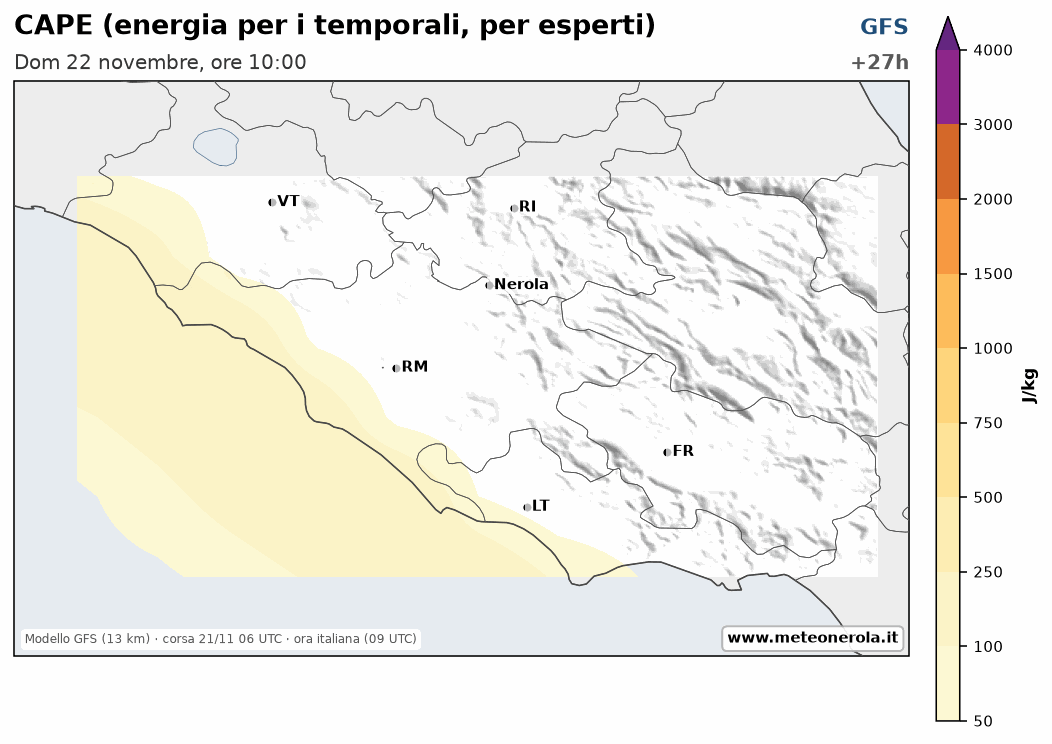 CAPE (energia per i temporali, per esperti)
GFS
Dom 22 novembre, ore 10:00
+27h
4000
3000
2000
1500
1000
750
500
250
100
50
J/kg
VT
RI
Nerola
RM
FR
LT
Modello GFS (13 km) · corsa 21/11 06 UTC · ora italiana (09 UTC)
www.meteonerola.it